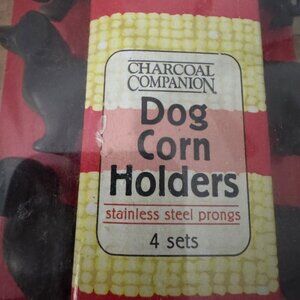 CHARCOAL
COMPANION
Dog
Corn
Holders
stainless steel prongs
4 sets